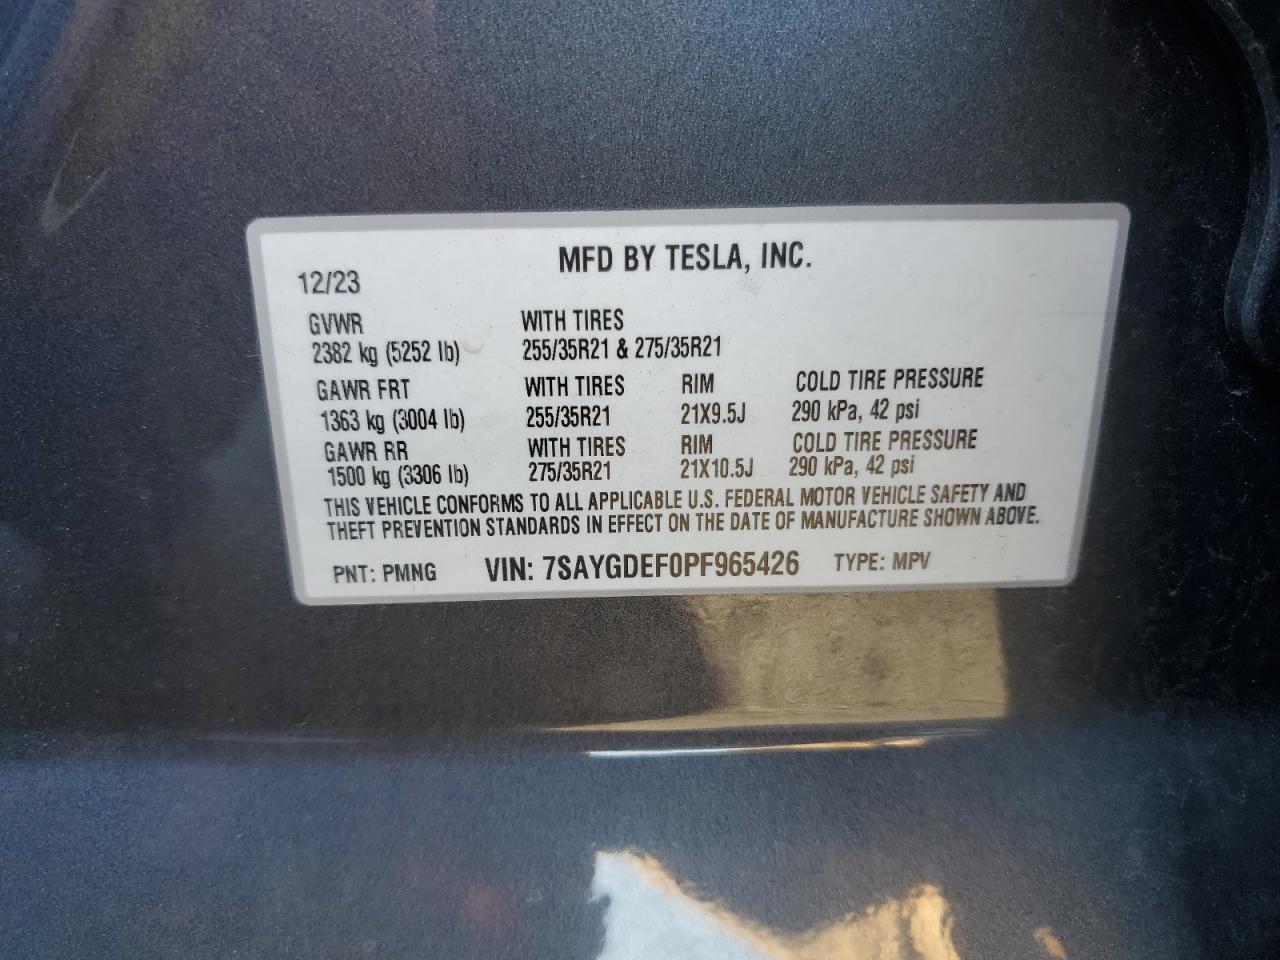 MFD BY TESLA, INC.
12/23
GVWR WITH TIRES
2382 kg (5252 lb) 255/35R21 & 275/35R21
GAWR FRT WITH TIRES RIM COLD TIRE PRESSURE
1363 kg (3004 lb) 255/35R21 21X9.5J 290 kPa, 42 psi
GAWR RR WITH TIRES RIM COLD TIRE PRESSURE
1500 kg (3306 lb) 275/35R21 21X10.5J 290 kPa, 42 psi
THIS VEHICLE CONFORMS TO ALL APPLICABLE U.S. FEDERAL MOTOR VEHICLE SAFETY AND
THEFT PREVENTION STANDARDS IN EFFECT ON THE DATE OF MANUFACTURE SHOWN ABOVE.
PNT: PMNG VIN: 7SAYGDEF0PF965426 TYPE: MPV